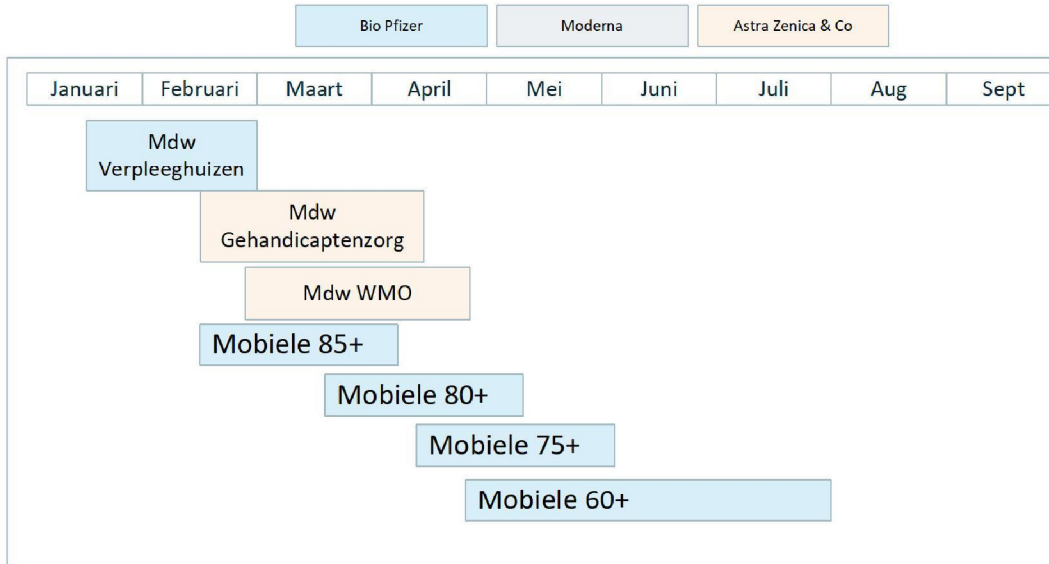 Bio Pfizer
Moderna
Astra Zenica & Co
Januari
Februari
Maart
April
Mei
Juni
Juli
Aug
Sept
Mdw
Verpleeghuizen
Mdw
Gehandicaptenzorg
Mdw WMO
Mobiele 85+
Mobiele 80+
Mobiele 75+
Mobiele 60+